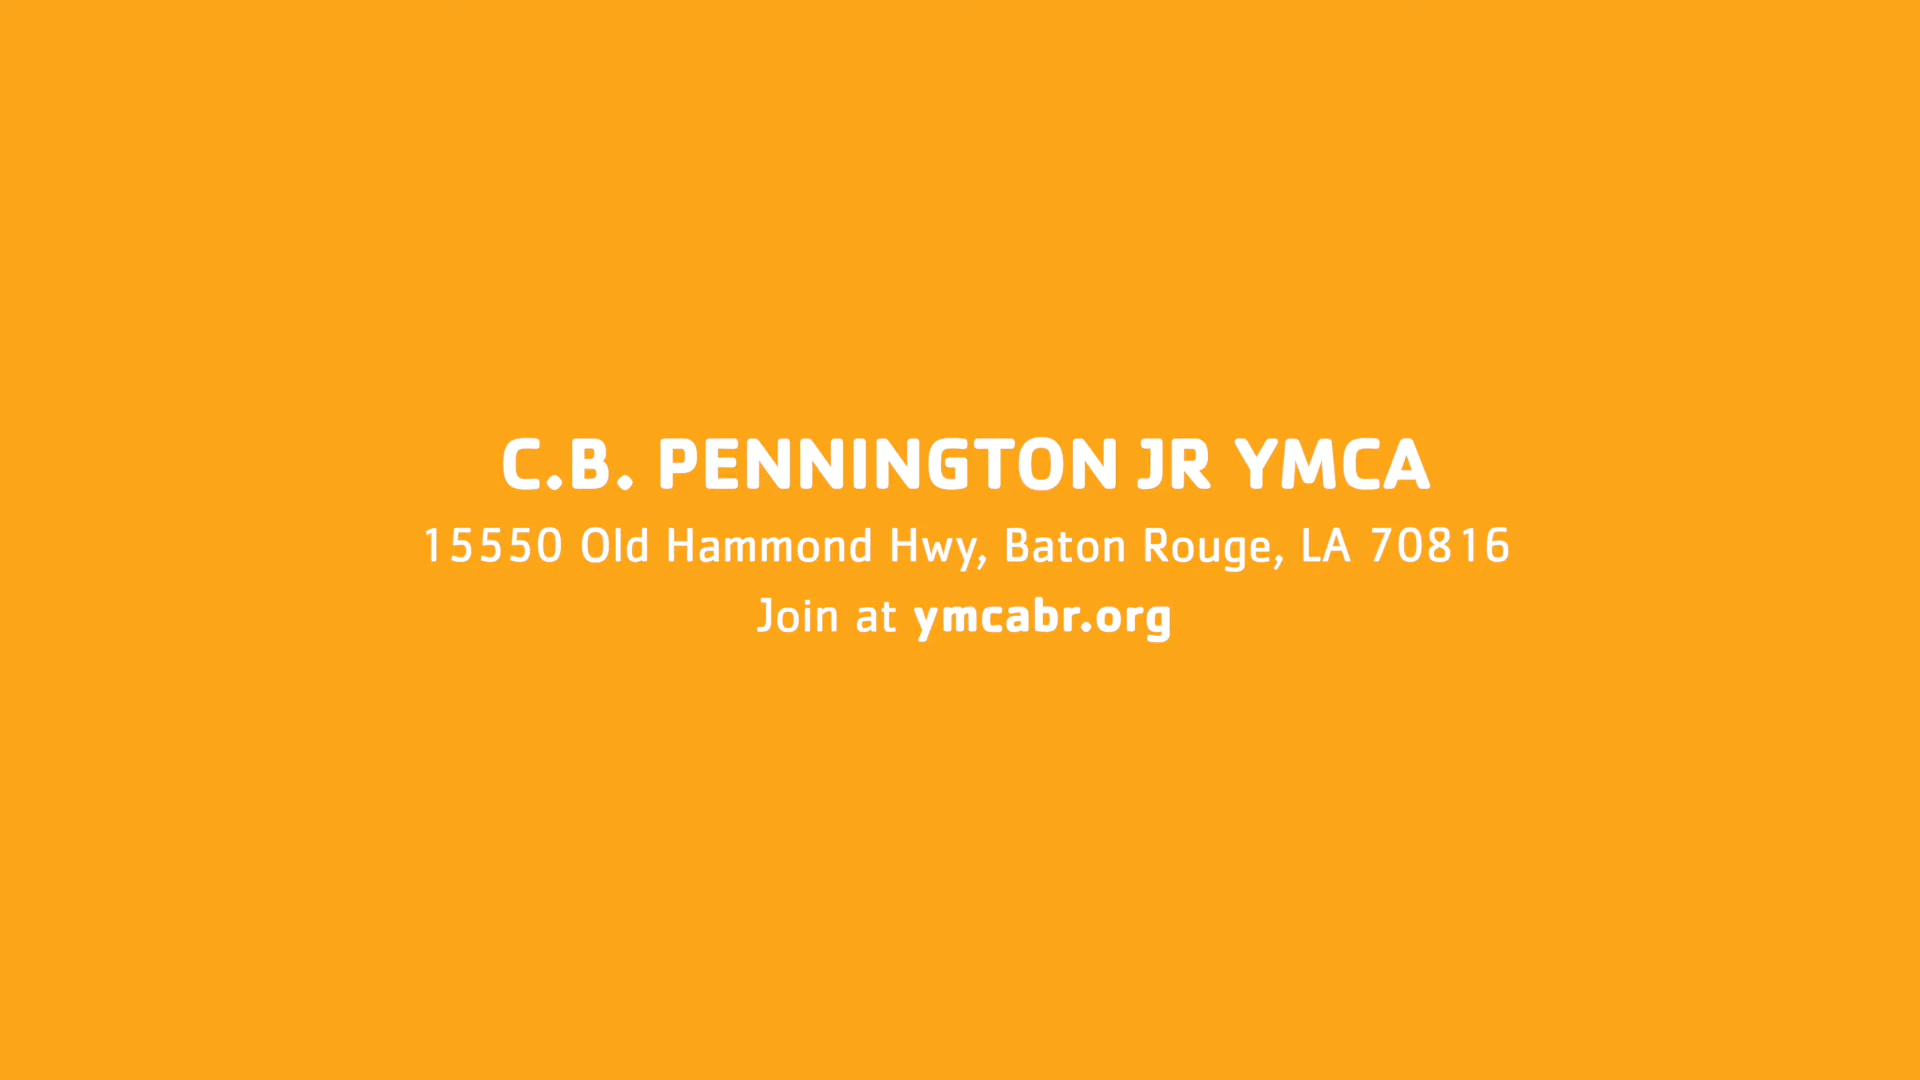 C.B. PENNINGTON JR YMCA
15550 Old Hammond Hwy, Baton Rouge, LA 70816
Join at ymcabr.org